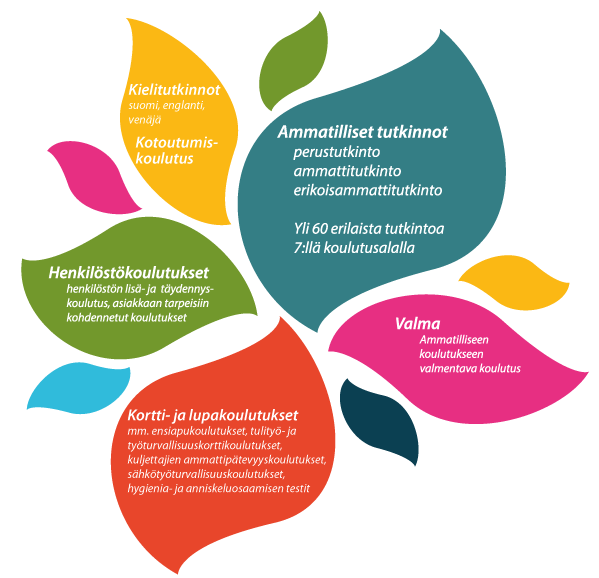 Kielitutkinnot
suomi, englanti,
venäjä
Kotoutumis-
koulutus
Ammatilliset tutkinnot
perustutkinto
ammattitutkinto
erikoisammattitutkinto
Yli 60 erilaista tutkintoa
7:llä koulutusalalla
Henkilöstökoulutukset
henkilöstön lisä- ja täydennys-
koulutus, asiakkaan tarpeisiin
kohdennetut koulutukset
Valma
Ammatilliseen
koulutukseen
valmentava koulutus
Kortti- ja lupakoulutukset
mm. ensiapukoulutukset, tulityö- ja
työturvallisuuskorttikoulutukset,
kuljettajien ammattipätevyyskoulutukset,
sähkötyöturvallisuuskoulutukset,
hygienia- ja anniskeluosaamisen testit